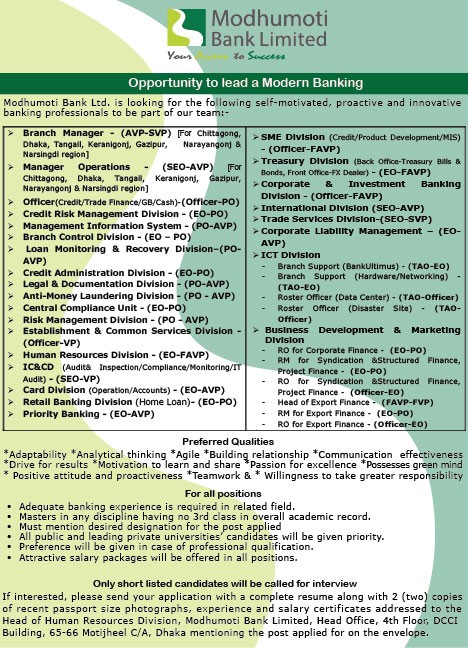 Modhumoti
Bank Limited
Your to Success
Opportunity to lead a Modern Banking
Modhumoti Bank Ltd. is looking for the following self-motivated, proactive and innovative
banking professionals to be part of our team:-
Branch Manager - (AVP-SVP) [For Chittagong,
Dhaka, Tangail, Keranigonj, Gazipur, Narayangonj &
Narsingdi region]
Manager Operations - (SEO-AVP) [For
Chittagong, Dhaka, Tangail, Keranigonj, Gazipur,
Narayangonj & Narsingdi region]
Officer(Credit/Trade Finance/GB/Cash)-(Officer-PO)
Credit Risk Management Division - (EO-PO)
Management Information System - (PO-AVP)
Branch Control Division - (EO – PO)
Loan Monitoring & Recovery Division–(PO-
AVP)
Credit Administration Division - (EO-PO)
Legal & Documentation Division - (PO-AVP)
Anti-Money Laundering Division - (PO - AVP)
Central Compliance Unit - (EO-PO)
Risk Management Division - (PO - AVP)
Establishment & Common Services Division -
(Officer-VP)
Human Resources Division - (EO-FAVP)
IC&CD (Audit& Inspection/Compliance/Monitoring/IT
Audit) - (SEO-VP)
Card Division (Operation/Accounts) - (EO-AVP)
Retail Banking Division (Home Loan)- (EO-PO)
Priority Banking - (EO-AVP)
SME Division (Credit/Product Development/MIS)
- (Officer-FAVP)
Treasury Division (Back Office-Treasury Bills &
Bonds, Front Office-FX Dealer) - (EO-FAVP)
Corporate & Investment Banking
Division - (Officer-FAVP)
International Division (SEO-AVP)
Trade Services Division-(SEO-SVP)
Corporate Liability Management – (EO-
AVP)
ICT Division
- Branch Support (BankUltimus) - (TAO-EO)
- Branch Support (Hardware/Networking) -
(TAO-EO)
- Roster Officer (Data Center) - (TAO-Officer)
- Roster Officer (Disaster Site) - (TAO-
Officer)
Business Development & Marketing
Division
- RO for Corporate Finance - (EO-PO)
- RM for Syndication &Structured Finance,
Project Finance - (EO-PO)
- RO for Syndication &Structured Finance,
Project Finance - (Officer-EO)
- Head of Export Finance - (FAVP-FVP)
- RM for Export Finance - (EO-PO)
- RO for Export Finance - (Officer-EO)
Preferred Qualities
*Adaptability *Analytical thinking *Agile *Building relationship *Communication effectiveness
*Drive for results *Motivation to learn and share *Passion for excellence *Possesses green mind
* Positive attitude and proactiveness *Teamwork & * Willingness to take greater responsibility
For all positions
• Adequate banking experience is required in related field.
• Masters in any discipline having no 3rd class in overall academic record.
• Must mention desired designation for the post applied
• All public and leading private universities' candidates will be given priority.
• Preference will be given in case of professional qualification.
• Attractive salary packages will be offered in all positions.
Only short listed candidates will be called for interview
If interested, please send your application with a complete resume along with 2 (two) copies
of recent passport size photographs, experience and salary certificates addressed to the
Head of Human Resources Division, Modhumoti Bank Limited, Head Office, 4th Floor, DCCI
Building, 65-66 Motijheel C/A, Dhaka mentioning the post applied for on the envelope.